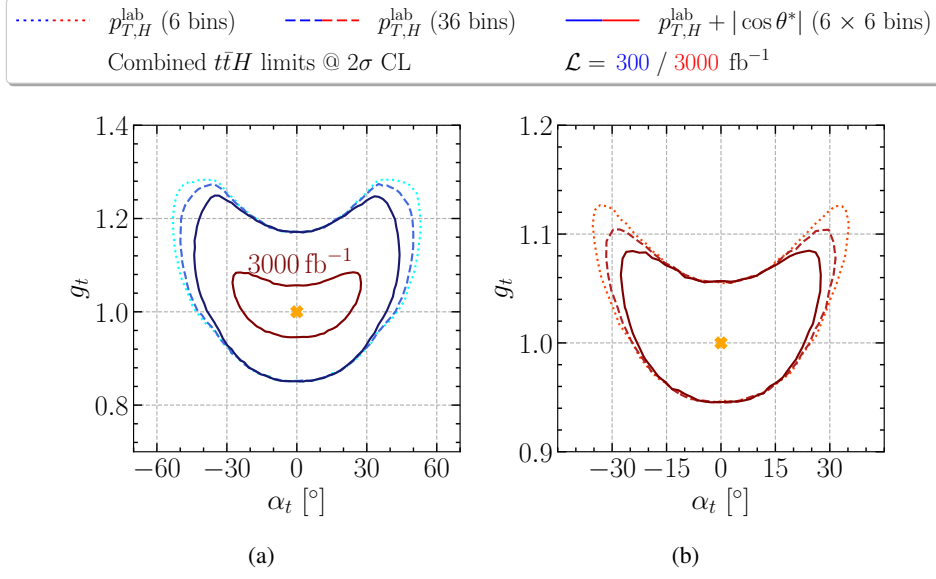 p_{T,H}^{lab} (6 bins) p_{T,H}^{lab} (36 bins) p_{T,H}^{lab} + |cos θ*| (6 × 6 bins)
Combined tt̄H limits @ 2σ CL ℒ = 300 / 3000 fb⁻¹
1.4
1.2
1.0
0.8
g_t
3000 fb⁻¹
−60 −30 0 30 60
α_t [°]
(a)
1.2
1.1
1.0
0.9
g_t
−30 −15 0 15 30
α_t [°]
(b)